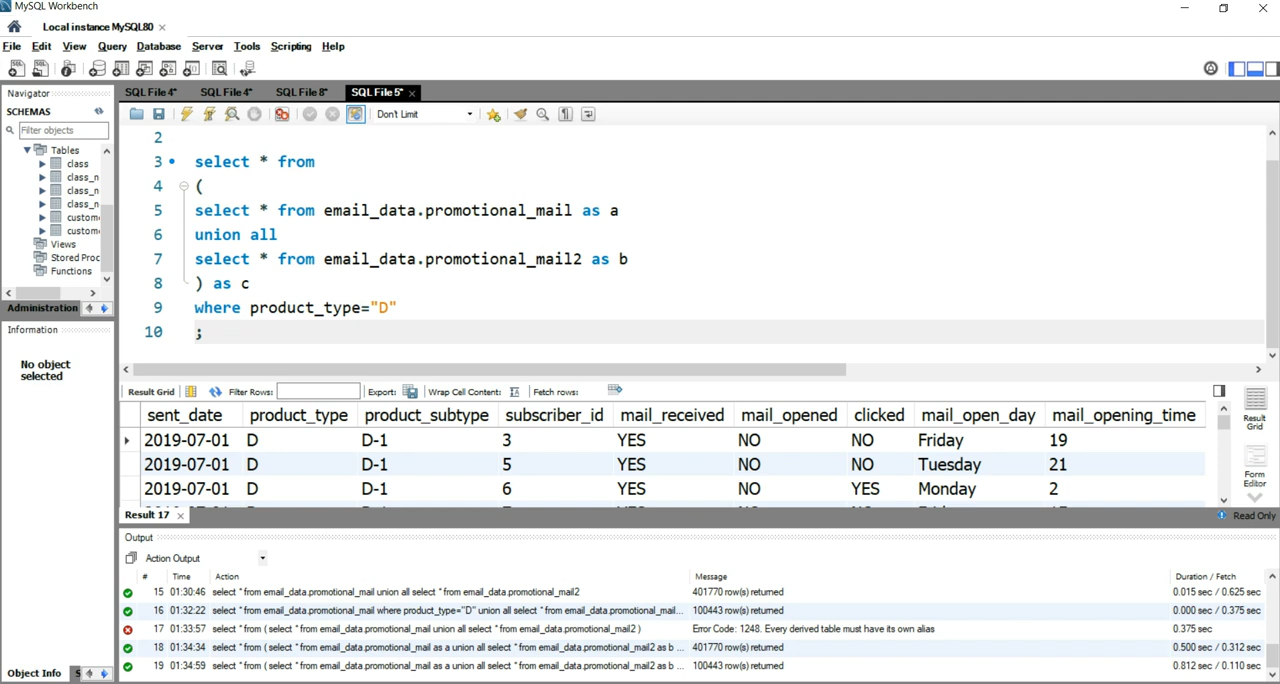 MySQL Workbench
Local instance MySQL80
File Edit View Query Database Server Tools Scripting Help
Navigator
SCHEMAS
Filter objects
Tables
class
class_n
class_n
class_n
custome
custome
Views
Stored Proc
Functions
Administration
Information
No object
selected
Object Info S
SQL File 4* SQL File 4* SQL File 8* SQL File 5*
Don't Limit
2
3 select * from
4 (
5 select * from email_data.promotional_mail as a
6 union all
7 select * from email_data.promotional_mail2 as b
8 ) as c
9 where product_type="D"
10 ;
Result Grid Filter Rows: Export: Wrap Cell Content: Fetch rows:
sent_date product_type product_subtype subscriber_id mail_received mail_opened clicked mail_open_day mail_opening_time
2019-07-01 D D-1 3 YES NO NO Friday 19
2019-07-01 D D-1 5 YES NO NO Tuesday 21
2019-07-01 D D-1 6 YES NO YES Monday 2
Result
Grid
Form
Editor
Result 17 Read Only
Output
Action Output
# Time Action Message Duration / Fetch
15 01:30:46 select * from email_data.promotional_mail union all select * from email_data.promotional_mail2 401770 row(s) returned 0.015 sec / 0.625 sec
16 01:32:22 select * from email_data.promotional_mail where product_type="D" union all select * from email_data.promotional_mail... 100443 row(s) returned 0.000 sec / 0.375 sec
17 01:33:57 select * from ( select * from email_data.promotional_mail union all select * from email_data.promotional_mail2 ) Error Code: 1248. Every derived table must have its own alias 0.375 sec
18 01:34:34 select * from ( select * from email_data.promotional_mail as a union all select * from email_data.promotional_mail2 as b ... 401770 row(s) returned 0.500 sec / 0.312 sec
19 01:34:59 select * from ( select * from email_data.promotional_mail as a union all select * from email_data.promotional_mail2 as b ... 100443 row(s) returned 0.812 sec / 0.110 sec